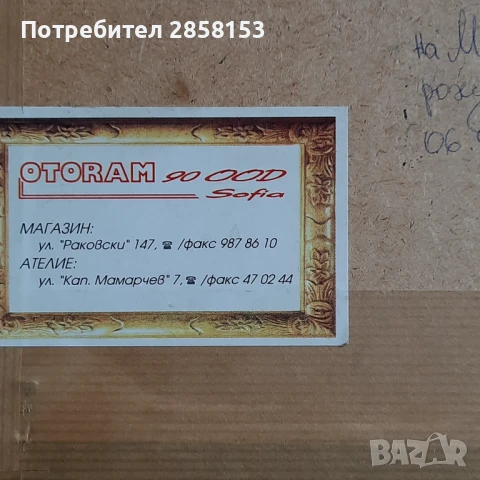 Потребител 2858153
на
06.
OTORAM 90 OOD
Sofia
МАГАЗИН:
ул. "Раковски" 147, ☎ /факс 987 86 10
АТЕЛИЕ:
ул. "Кап. Мамарчев" 7, ☎ /факс 47 02 44
BAZAR